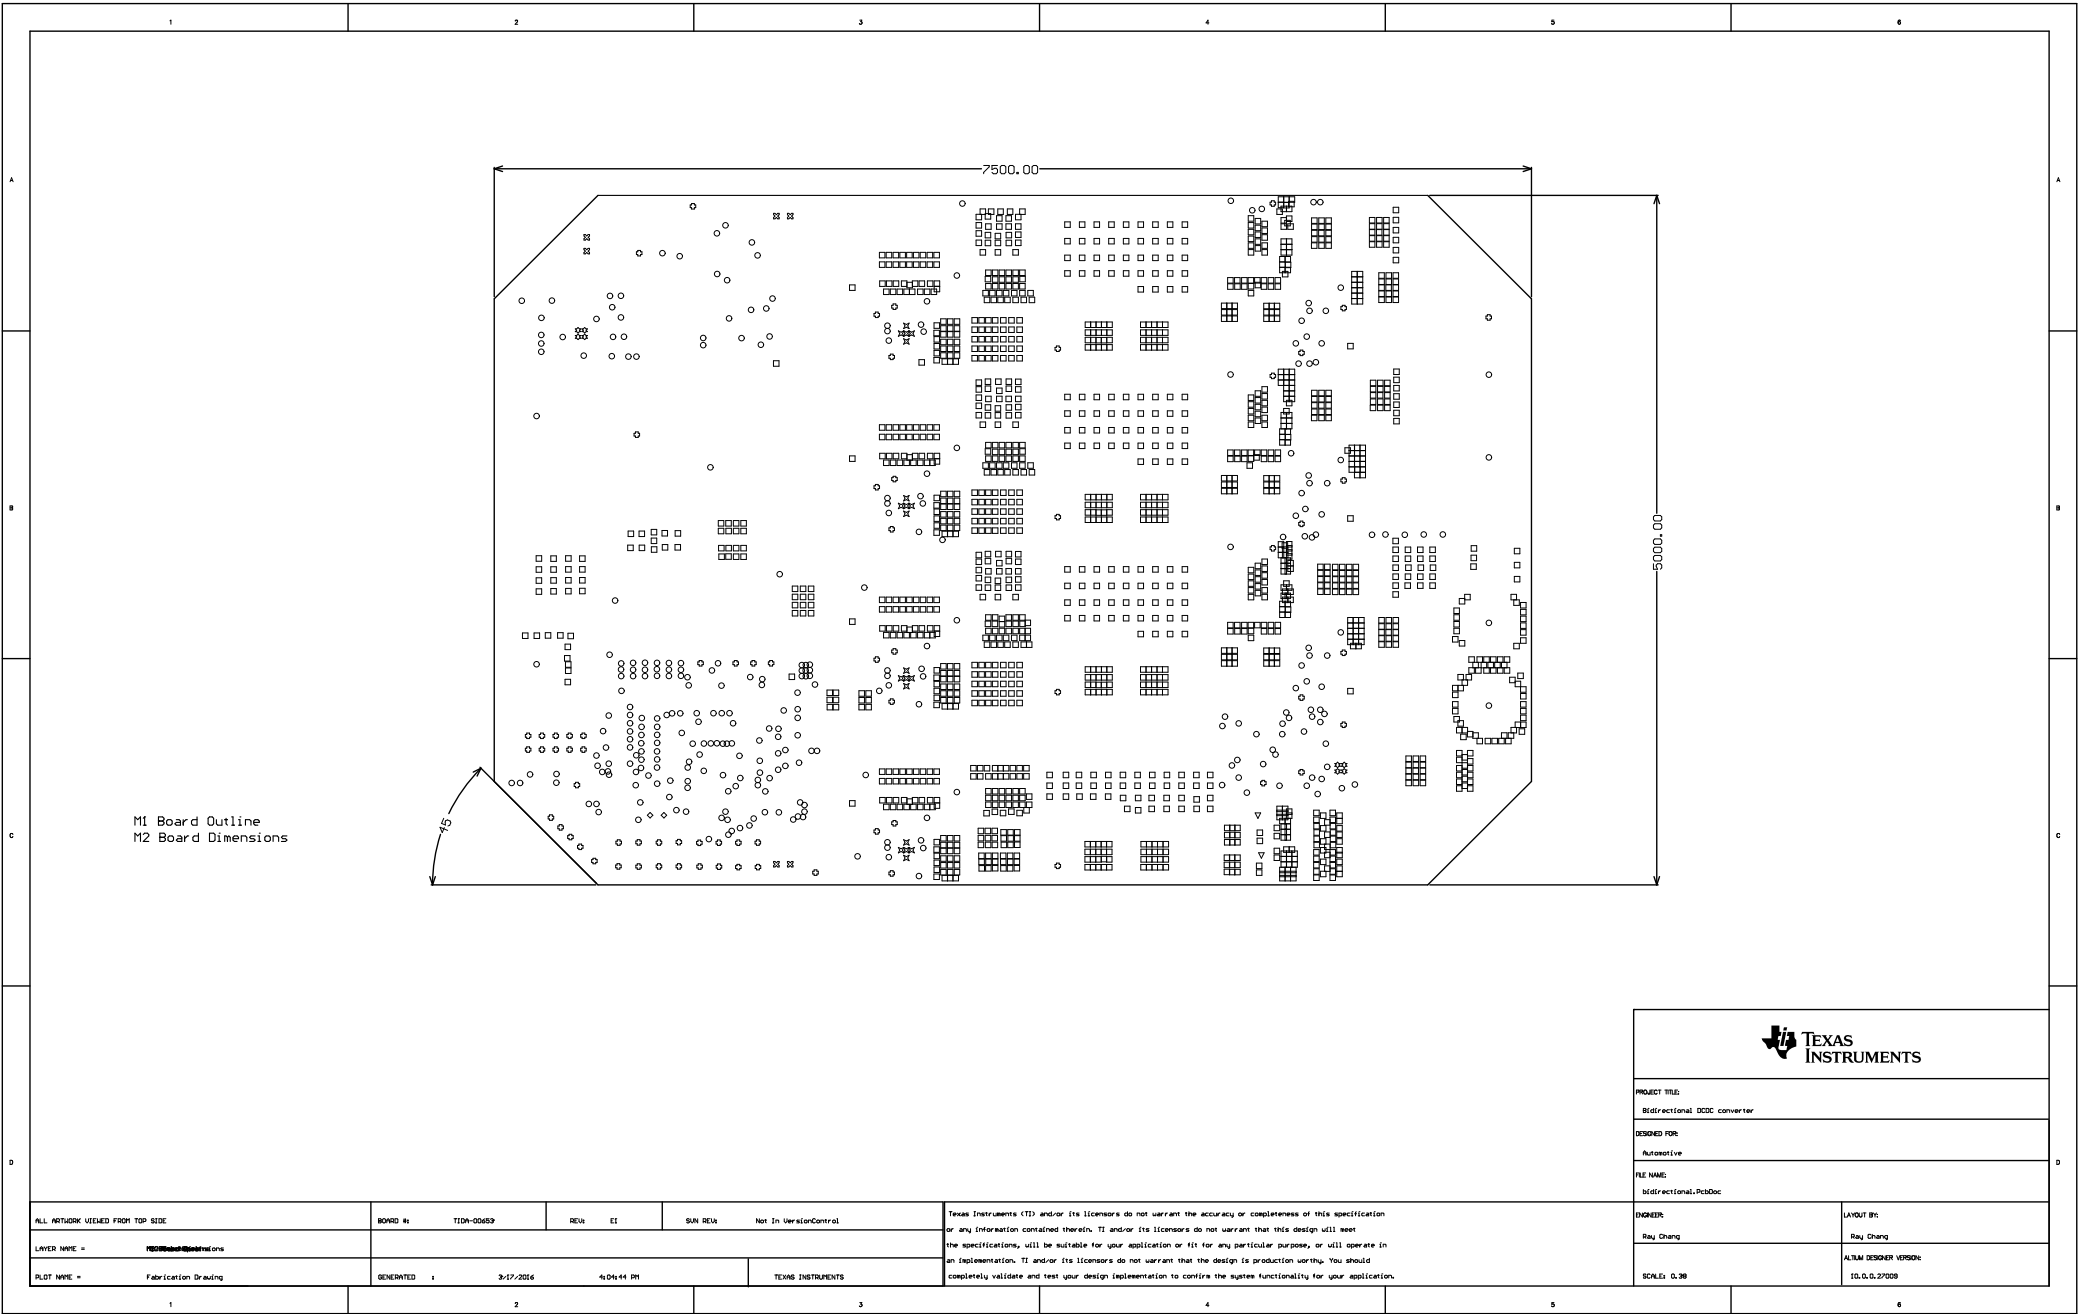 1 2 3 4 5 6
A A
7500.00
B B
5000.00
45
M1 Board Outline
M2 Board Dimensions
C C
D D
TEXAS
INSTRUMENTS
PROJECT TITLE:
Bidirectional DCDC converter
DESIGNED FOR:
Automotive
FILE NAME:
bidirectional.PcbDoc
ENGINEER:
Ray Chang
LAYOUT BY:
Ray Chang
ALTIUM DESIGNER VERSION:
10.0.0.27009
SCALE: 0.38
ALL ARTWORK VIEWED FROM TOP SIDE
BOARD #: TIDA-00653
REV: E1
SVN REV: Not In VersionControl
LAYER NAME =
PLOT NAME = Fabrication Drawing
GENERATED : 3/17/2016 4:04:44 PM
TEXAS INSTRUMENTS
Texas Instruments (TI) and/or its licensors do not warrant the accuracy or completeness of this specification
or any information contained therein. TI and/or its licensors do not warrant that this design will meet
the specifications, will be suitable for your application or fit for any particular purpose, or will operate in
an implementation. TI and/or its licensors do not warrant that the design is production worthy. You should
completely validate and test your design implementation to confirm the system functionality for your application.
1 2 3 4 5 6